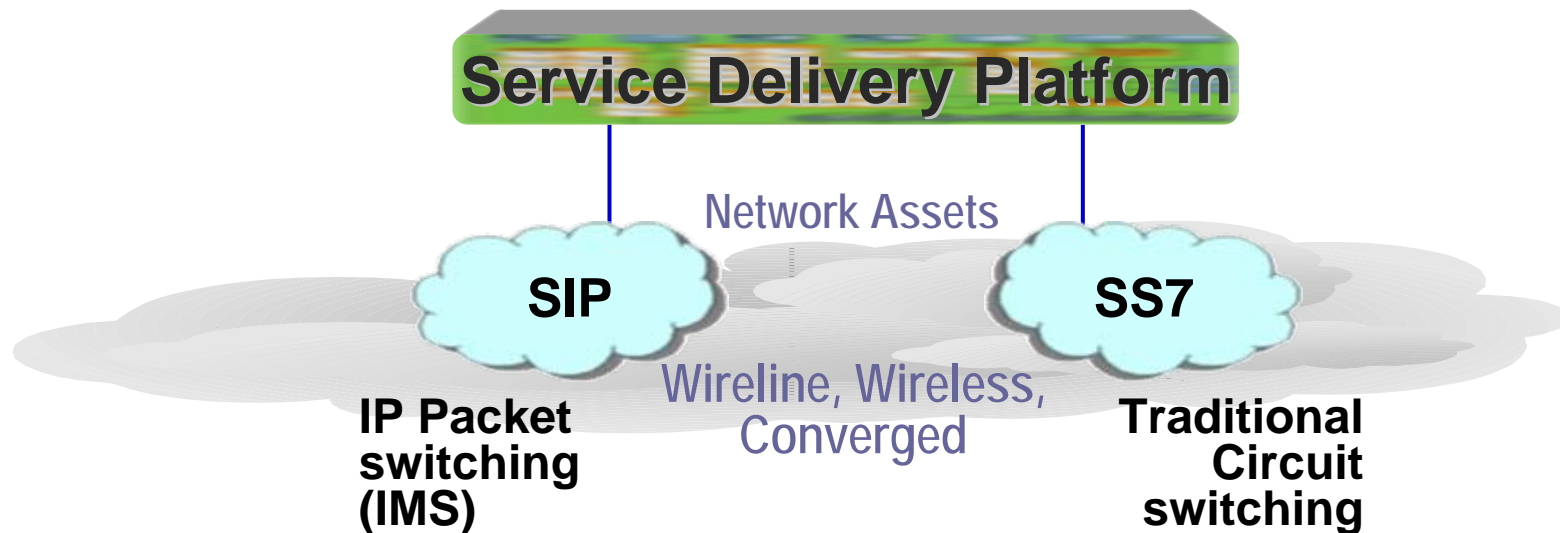 Service Delivery Platform
Network Assets
SIP
SS7
Wireline, Wireless,
Converged
IP Packet
switching
(IMS)
Traditional
Circuit
switching